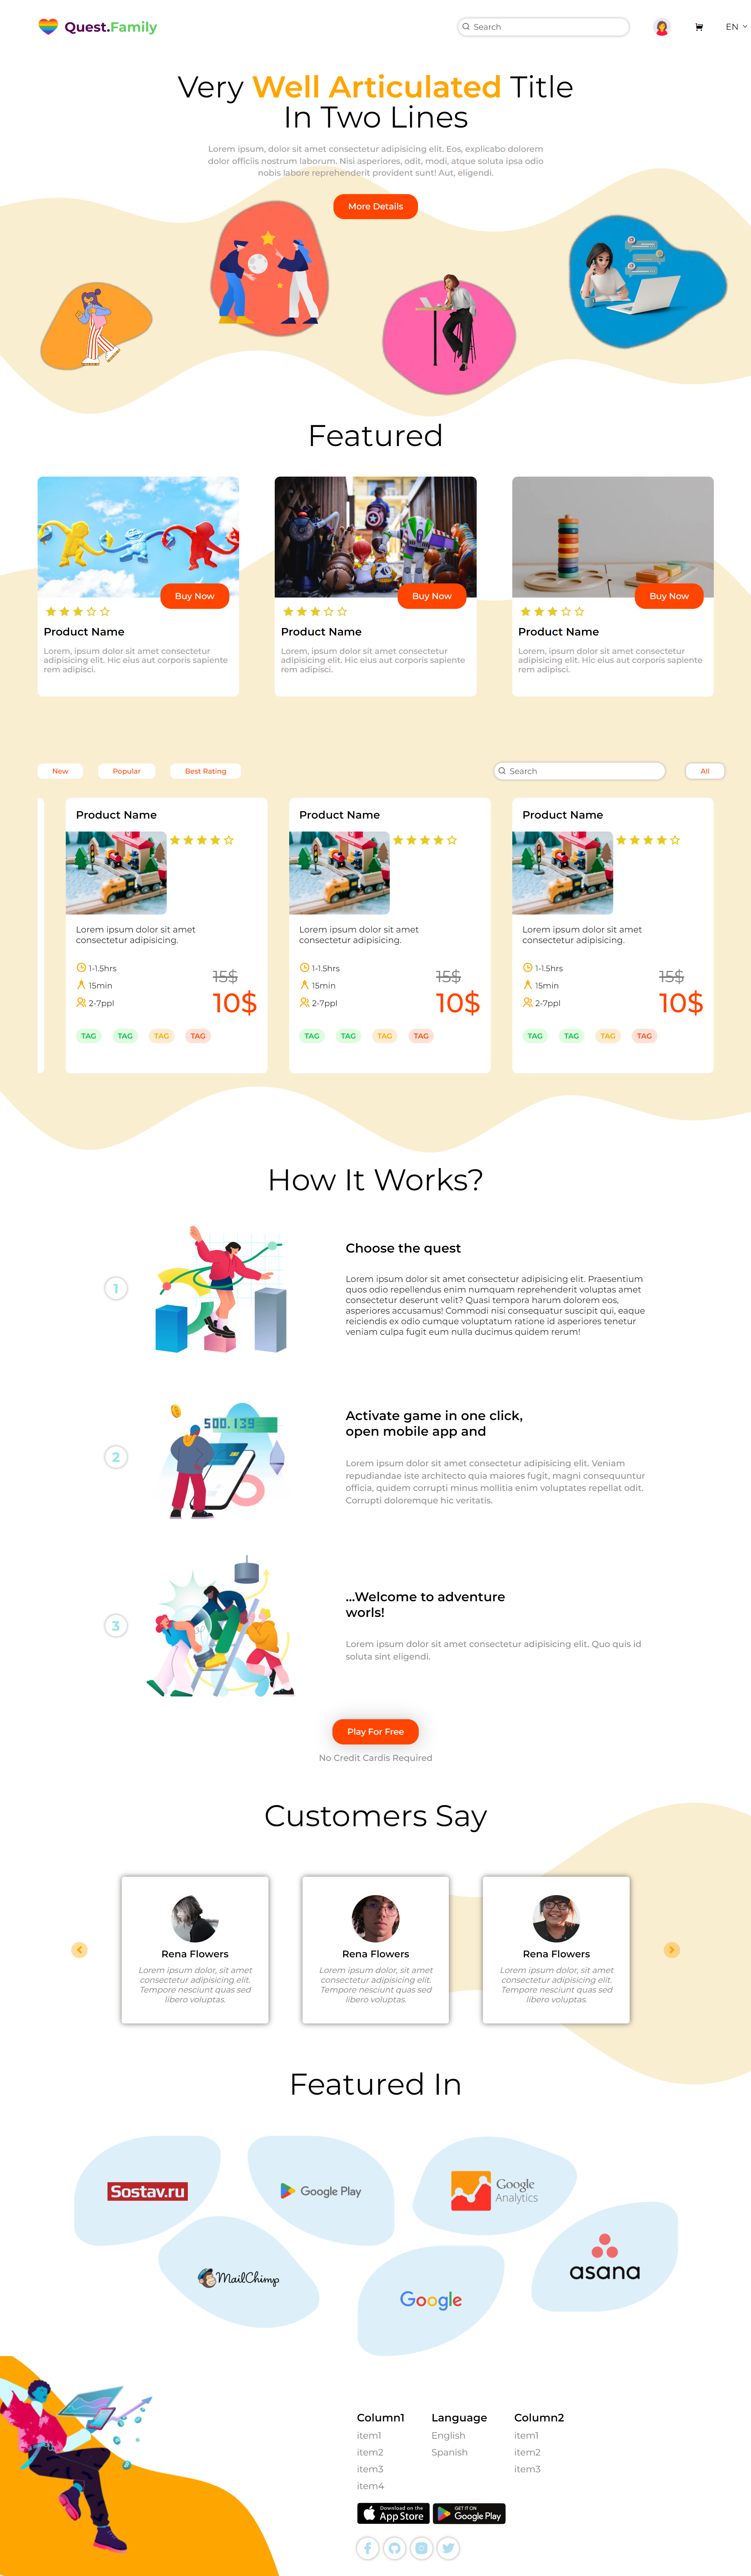 Quest.Family
Search
EN
Very Well Articulated Title
In Two Lines
Lorem ipsum, dolor sit amet consectetur adipisicing elit. Eos, explicabo dolorem
dolor officiis nostrum laborum. Nisi asperiores, odit, modi, atque soluta ipsa odio
nobis labore reprehenderit provident sunt! Aut, eligendi.
More Details
Featured
Buy Now
Buy Now
Buy Now
Product Name
Product Name
Product Name
Lorem, ipsum dolor sit amet consectetur
adipisicing elit. Hic eius aut corporis sapiente
rem adipisci.
Lorem, ipsum dolor sit amet consectetur
adipisicing elit. Hic eius aut corporis sapiente
rem adipisci.
Lorem, ipsum dolor sit amet consectetur
adipisicing elit. Hic eius aut corporis sapiente
rem adipisci.
New
Popular
Best Rating
Search
All
Product Name
Lorem ipsum dolor sit amet
consectetur adipisicing.
1-1.5hrs
15min
2-7ppl
15$
10$
TAG TAG TAG TAG
Product Name
Lorem ipsum dolor sit amet
consectetur adipisicing.
1-1.5hrs
15min
2-7ppl
15$
10$
TAG TAG TAG TAG
Product Name
Lorem ipsum dolor sit amet
consectetur adipisicing.
1-1.5hrs
15min
2-7ppl
15$
10$
TAG TAG TAG TAG
How It Works?
1
Choose the quest
Lorem ipsum dolor sit amet consectetur adipisicing elit. Praesentium
quos odio repellendus enim numquam reprehenderit voluptas amet
consectetur deserunt velit? Quasi tempora harum dolorem eos,
asperiores accusamus! Commodi nisi consequatur suscipit qui, eaque
reiciendis ex odio cumque voluptatum ratione id asperiores tenetur
veniam culpa fugit eum nulla ducimus quidem rerum!
2
500.139
Activate game in one click,
open mobile app and
Lorem ipsum dolor sit amet consectetur adipisicing elit. Veniam
repudiandae iste architecto quia maiores fugit, magni consequuntur
officia, quidem corrupti minus mollitia enim voluptates repellat odit.
Corrupti doloremque hic veritatis.
3
...Welcome to adventure
worls!
Lorem ipsum dolor sit amet consectetur adipisicing elit. Quo quis id
soluta sint eligendi.
Play For Free
No Credit Cardis Required
Customers Say
Rena Flowers
Lorem ipsum dolor, sit amet
consectetur adipisicing elit.
Tempore nesciunt quas sed
libero voluptas.
Rena Flowers
Lorem ipsum dolor, sit amet
consectetur adipisicing elit.
Tempore nesciunt quas sed
libero voluptas.
Rena Flowers
Lorem ipsum dolor, sit amet
consectetur adipisicing elit.
Tempore nesciunt quas sed
libero voluptas.
Featured In
Sostav.ru
Google Play
Google
Analytics
MailChimp
Google
asana
Column1
item1
item2
item3
item4
Language
English
Spanish
Column2
item1
item2
item3
Download on the
App Store
GET IT ON
Google Play